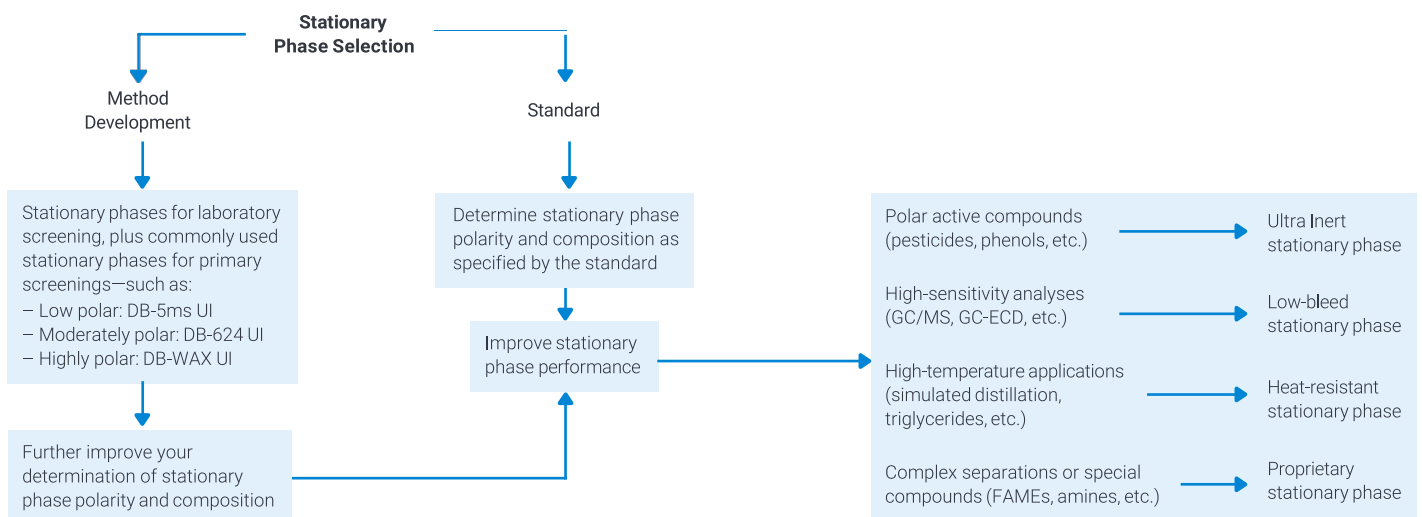 Stationary
Phase Selection
Method
Development
Standard
Stationary phases for laboratory
screening, plus commonly used
stationary phases for primary
screenings—such as:
– Low polar: DB-5ms UI
– Moderately polar: DB-624 UI
– Highly polar: DB-WAX UI
Further improve your
determination of stationary
phase polarity and composition
Determine stationary phase
polarity and composition as
specified by the standard
Improve stationary
phase performance
Polar active compounds
(pesticides, phenols, etc.)
Ultra Inert
stationary phase
High-sensitivity analyses
(GC/MS, GC-ECD, etc.)
Low-bleed
stationary phase
High-temperature applications
(simulated distillation,
triglycerides, etc.)
Heat-resistant
stationary phase
Complex separations or special
compounds (FAMEs, amines, etc.)
Proprietary
stationary phase